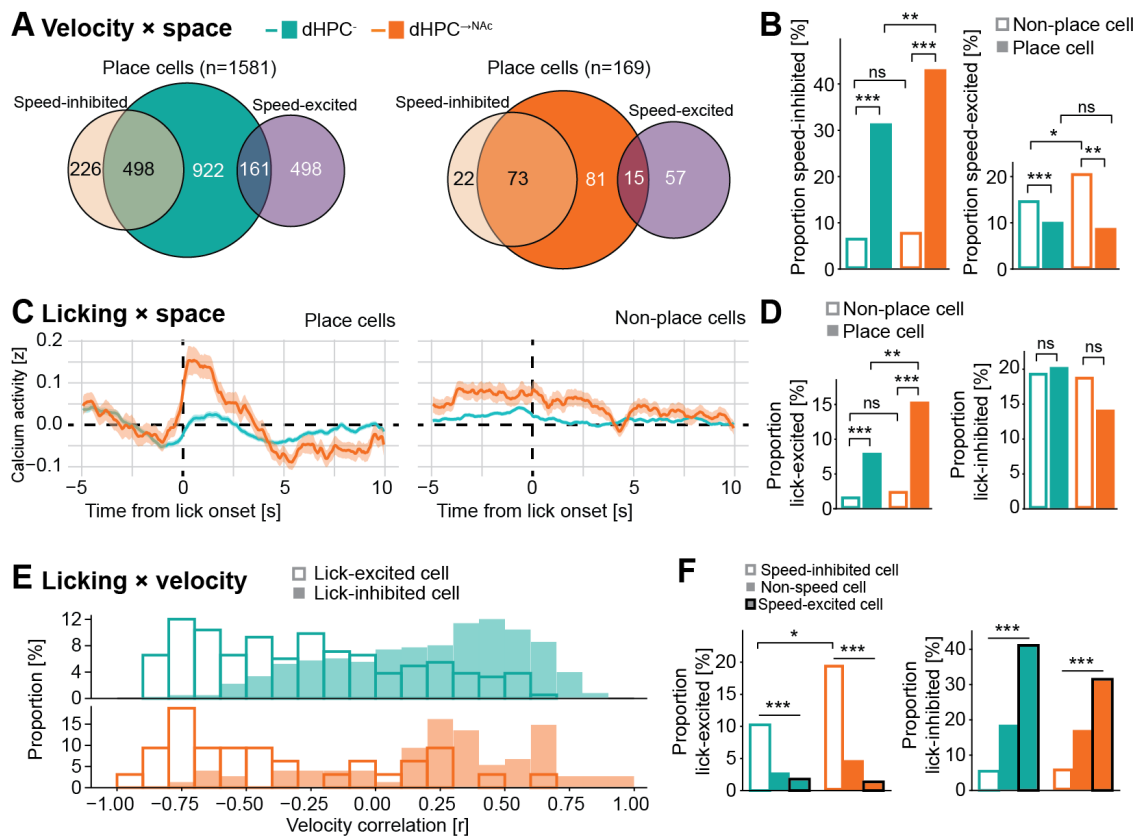 A Velocity × space
dHPC-
dHPC→NAc
Place cells (n=1581)
Speed-inhibited
Speed-excited
226
498
922
161
498
Place cells (n=169)
Speed-inhibited
Speed-excited
22
73
81
15
57
B
Non-place cell
Place cell
Proportion speed-inhibited [%]
40
30
20
10
0
***
ns
***
**
Proportion speed-excited [%]
20
10
0
***
*
**
ns
C Licking × space
Place cells
Non-place cells
Calcium activity [z]
0.2
0.1
0.0
−0.1
−5
0
5
10
Time from lick onset [s]
−5
0
5
10
Time from lick onset [s]
D
Non-place cell
Place cell
Proportion
lick-excited [%]
15
10
5
0
***
ns
***
**
Proportion
lick-inhibited [%]
20
15
10
5
0
ns
ns
E Licking × velocity
Lick-excited cell
Lick-inhibited cell
Proportion [%]
12
8
4
0
15
10
5
0
−1.00
−0.75
−0.50
−0.25
0.00
0.25
0.50
0.75
1.00
Velocity correlation [r]
F
Speed-inhibited cell
Non-speed cell
Speed-excited cell
Proportion
lick-excited [%]
20
15
10
5
0
***
*
***
Proportion
lick-inhibited [%]
40
30
20
10
0
***
***